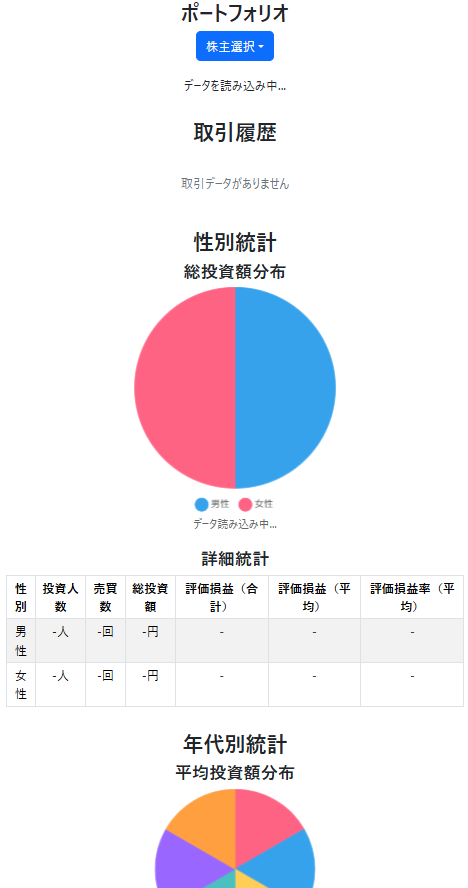 ポートフォリオ
株主選択
データを読み込み中...
取引履歴
取引データがありません
性別統計
総投資額分布
男性 女性
データ読み込み中...
詳細統計
性別 投資人数 売買数 総投資額 評価損益（合計） 評価損益（平均） 評価損益率（平均）
男性 -人 -回 -円 - - -
女性 -人 -回 -円 - - -
年代別統計
平均投資額分布